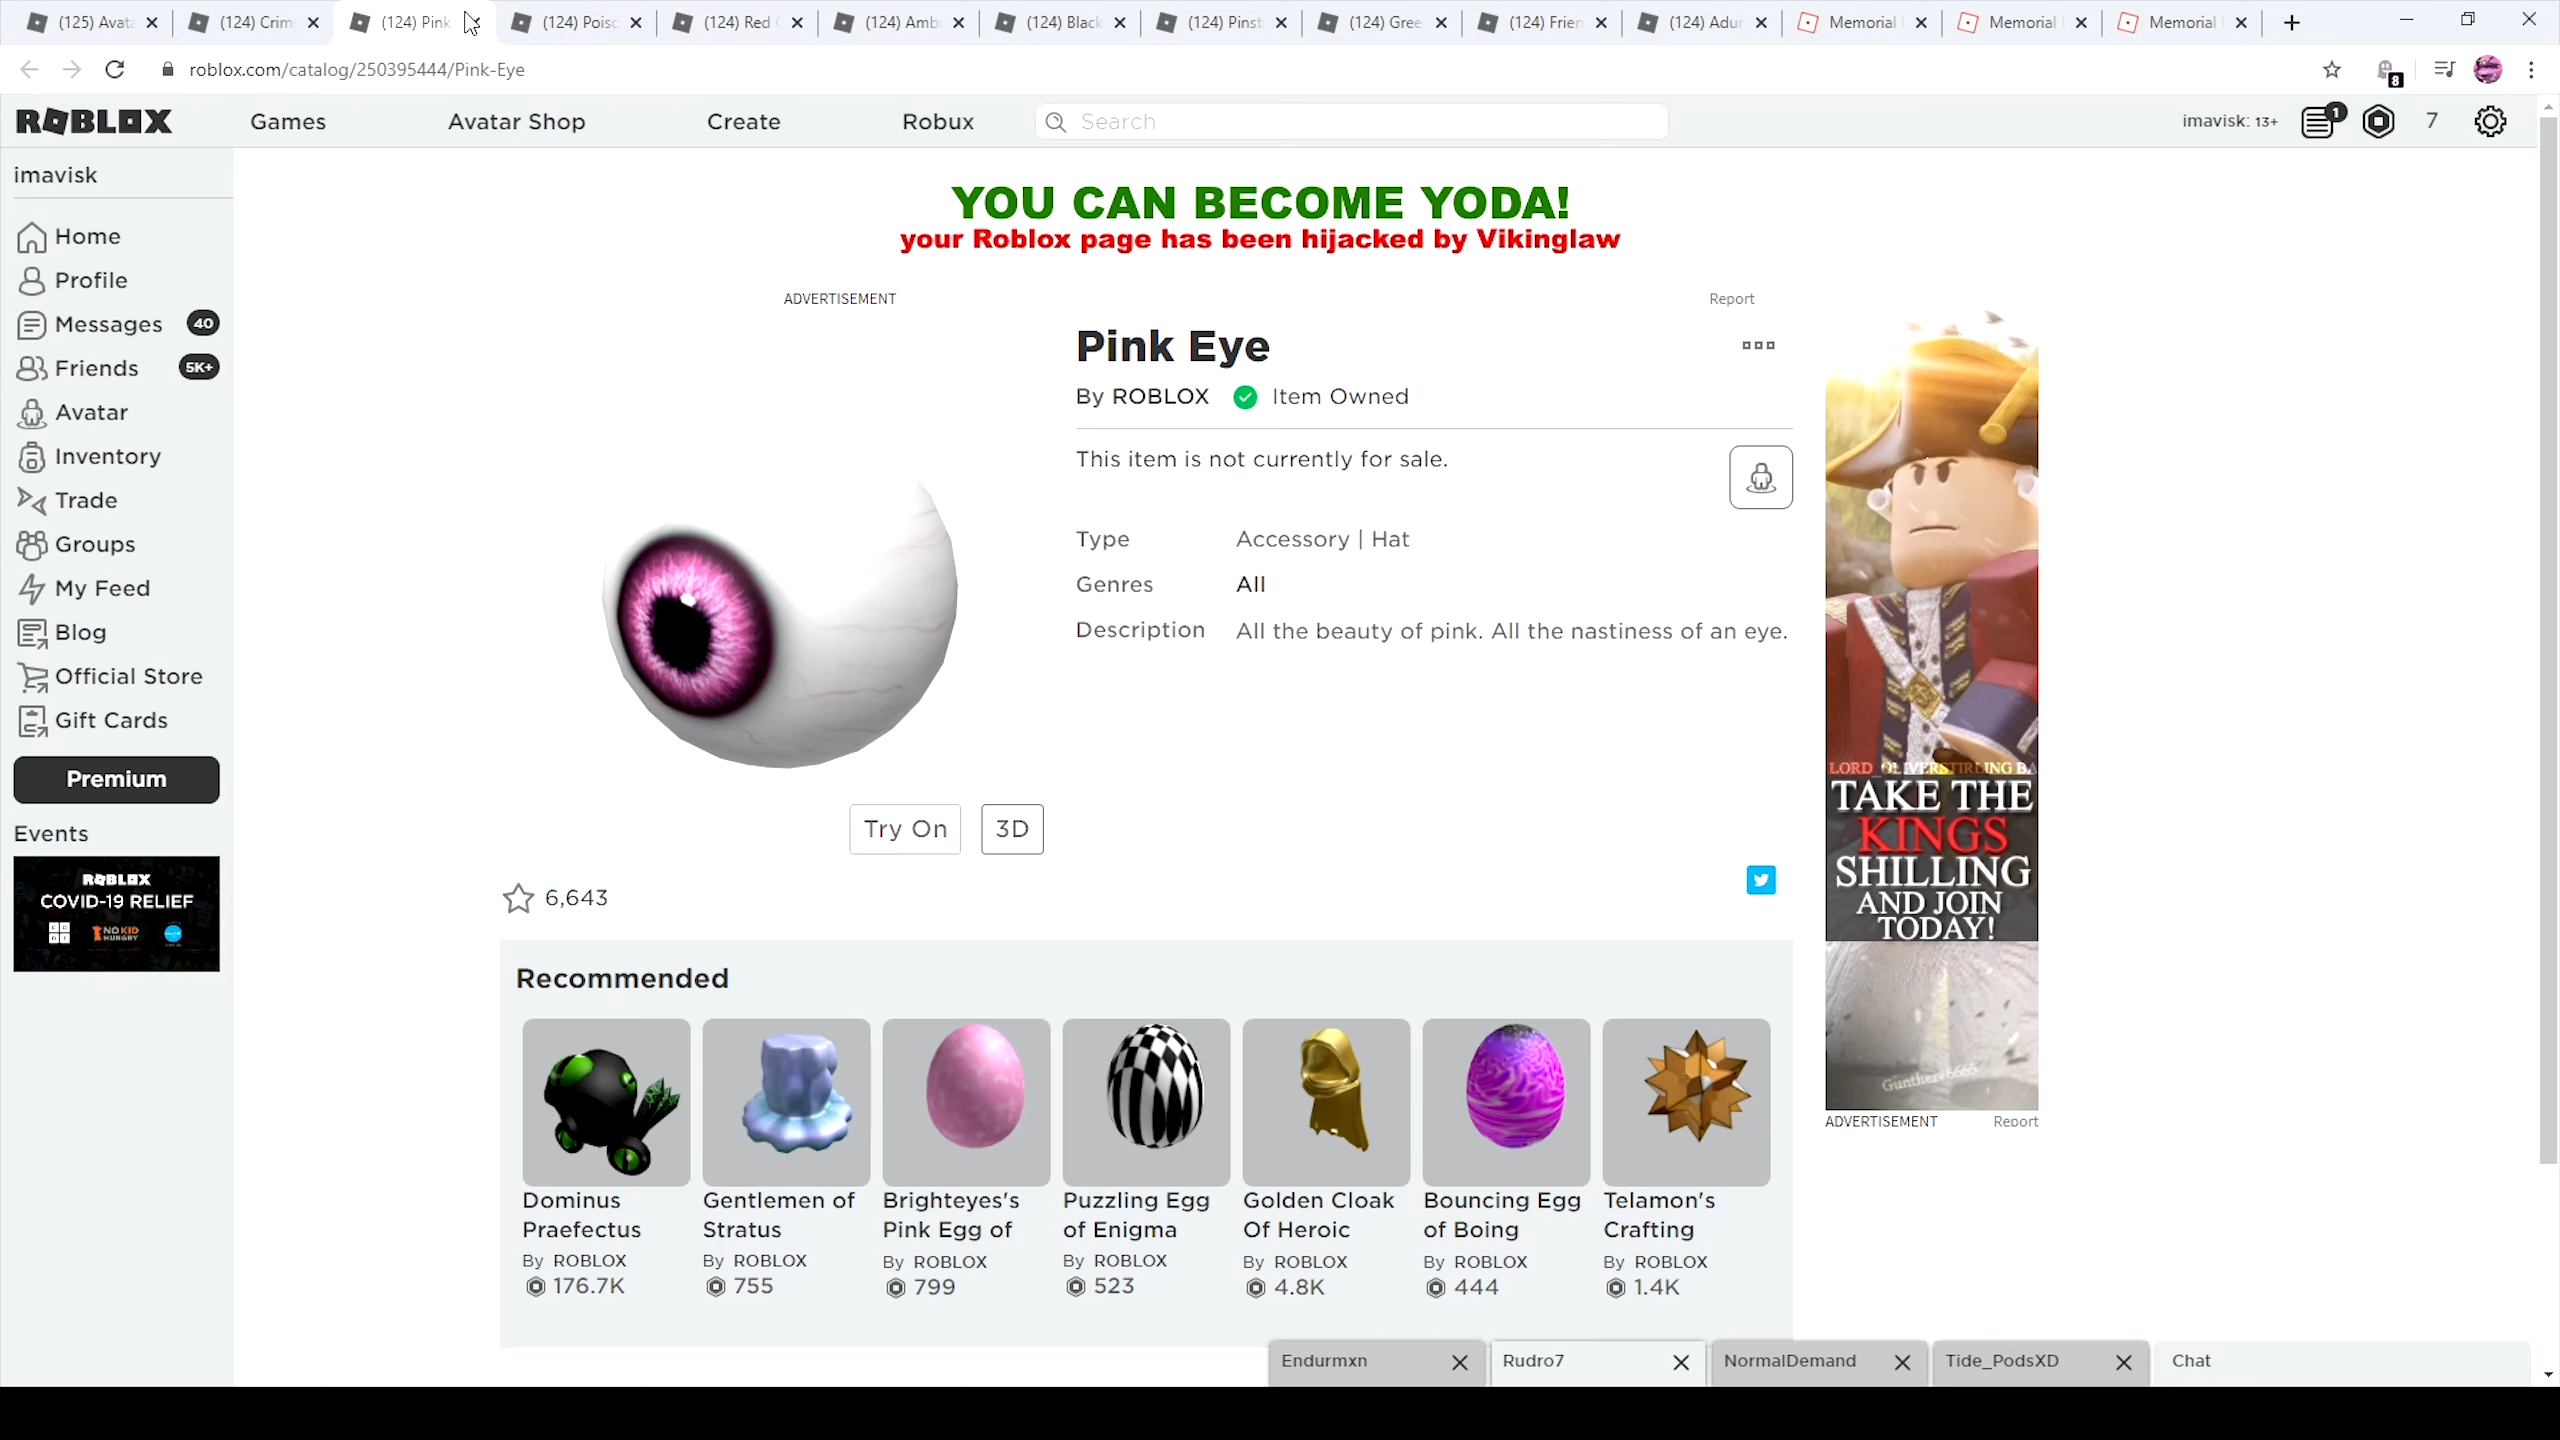 (125) Avata
(124) Crims
(124) Pink
(124) Poiso
(124) Red
(124) Amb
(124) Black
(124) Pinst
(124) Gree
(124) Frien
(124) Adur
Memorial
Memorial
Memorial
roblox.com/catalog/250395444/Pink-Eye
8
ROBLOX
Games
Avatar Shop
Create
Robux
Search
imavisk: 13+
1
7
imavisk
Home
Profile
Messages 40
Friends 5K+
Avatar
Inventory
Trade
Groups
My Feed
Blog
Official Store
Gift Cards
Premium
Events
ROBLOX
COVID-19 RELIEF
NO KID
HUNGRY
YOU CAN BECOME YODA!
your Roblox page has been hijacked by Vikinglaw
ADVERTISEMENT
Report
Pink Eye
By ROBLOX Item Owned
This item is not currently for sale.
Type Accessory | Hat
Genres All
Description All the beauty of pink. All the nastiness of an eye.
Try On
3D
6,643
TAKE THE
KINGS
SHILLING
AND JOIN
TODAY!
Gunther6665
ADVERTISEMENT
Report
Recommended
Dominus
Praefectus
By ROBLOX
176.7K
Gentlemen of
Stratus
By ROBLOX
755
Brighteyes's
Pink Egg of
By ROBLOX
799
Puzzling Egg
of Enigma
By ROBLOX
523
Golden Cloak
Of Heroic
By ROBLOX
4.8K
Bouncing Egg
of Boing
By ROBLOX
444
Telamon's
Crafting
By ROBLOX
1.4K
Endurmxn
Rudro7
NormalDemand
Tide_PodsXD
Chat